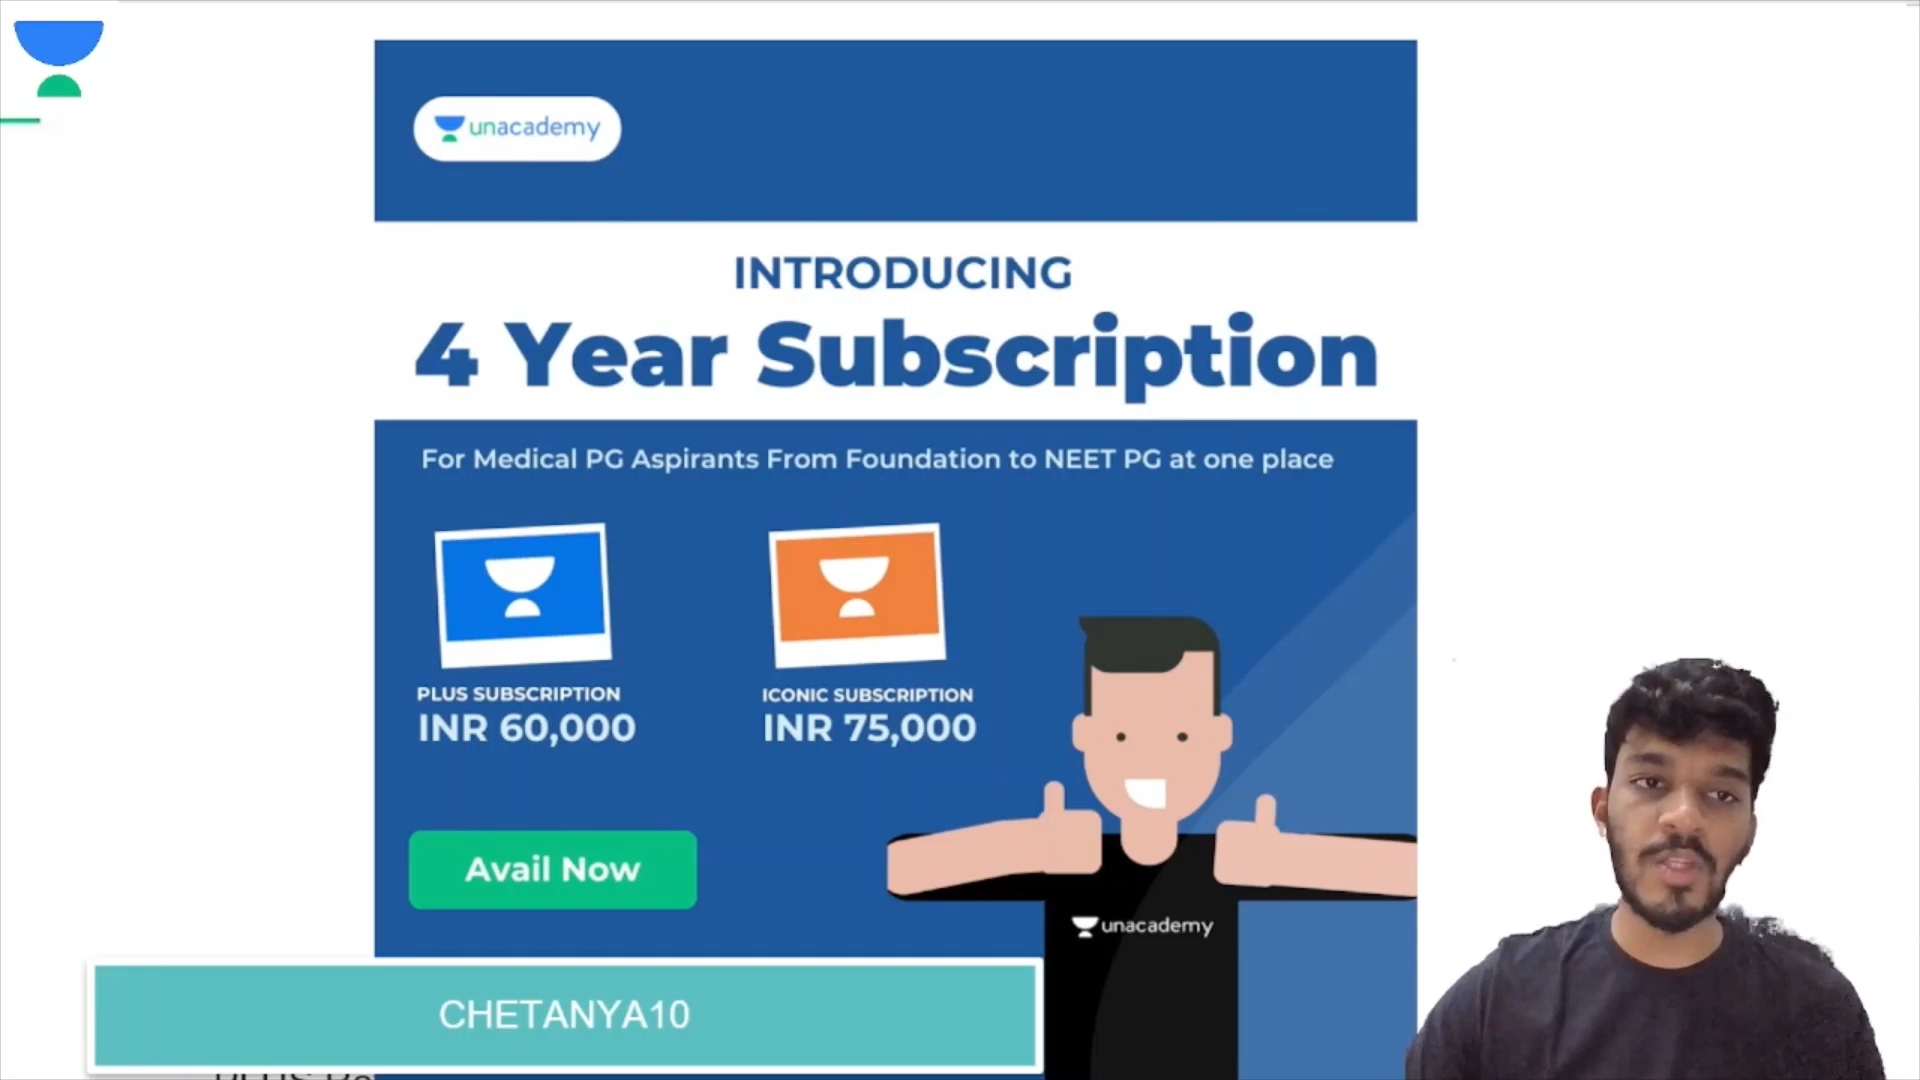 unacademy
INTRODUCING
4 Year Subscription
For Medical PG Aspirants From Foundation to NEET PG at one place
PLUS SUBSCRIPTION
INR 60,000
ICONIC SUBSCRIPTION
INR 75,000
Avail Now
unacademy
CHETANYA10